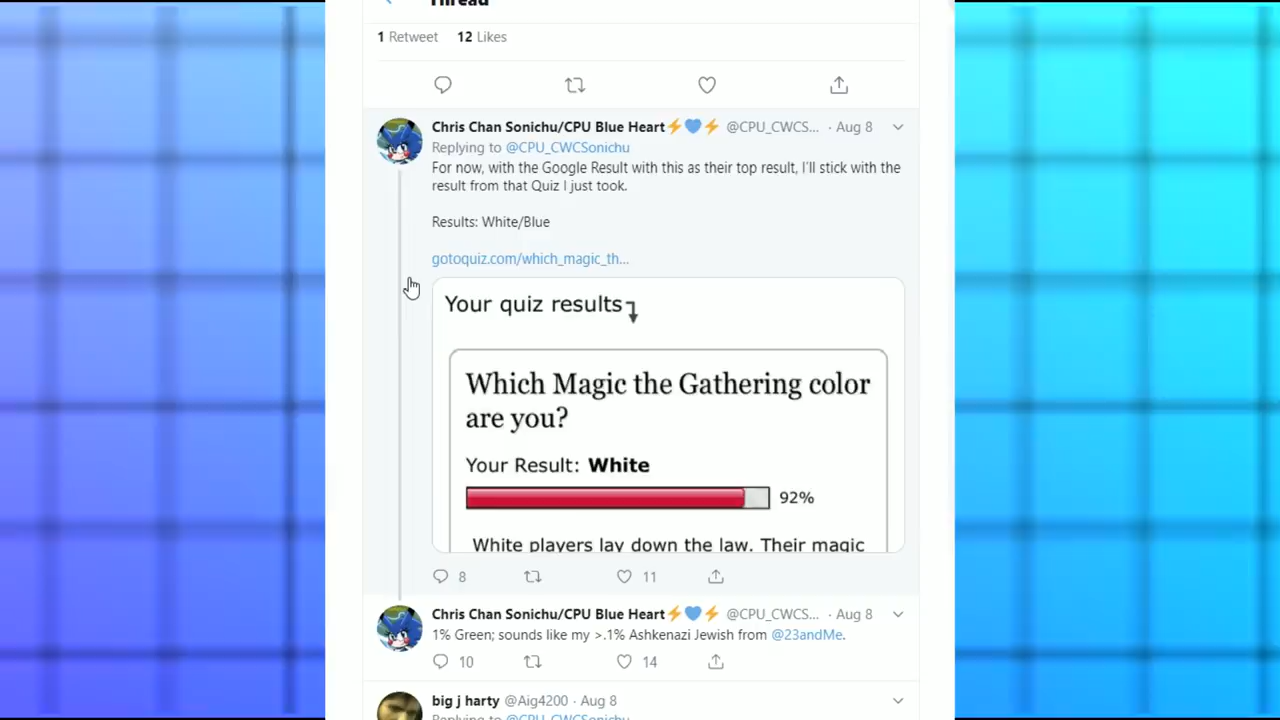 Thread
1 Retweet 12 Likes
Chris Chan Sonichu/CPU Blue Heart⚡💙⚡ @CPU_CWCS... · Aug 8
Replying to @CPU_CWCSonichu
For now, with the Google Result with this as their top result, I'll stick with the
result from that Quiz I just took.
Results: White/Blue
gotoquiz.com/which_magic_th...
Your quiz results
Which Magic the Gathering color
are you?
Your Result: White
92%
White players lay down the law. Their magic
8 11
Chris Chan Sonichu/CPU Blue Heart⚡💙⚡ @CPU_CWCS... · Aug 8
1% Green; sounds like my >.1% Ashkenazi Jewish from @23andMe.
10 14
big j harty @Aig4200 · Aug 8
Replying to @CPU_CWCSonichu